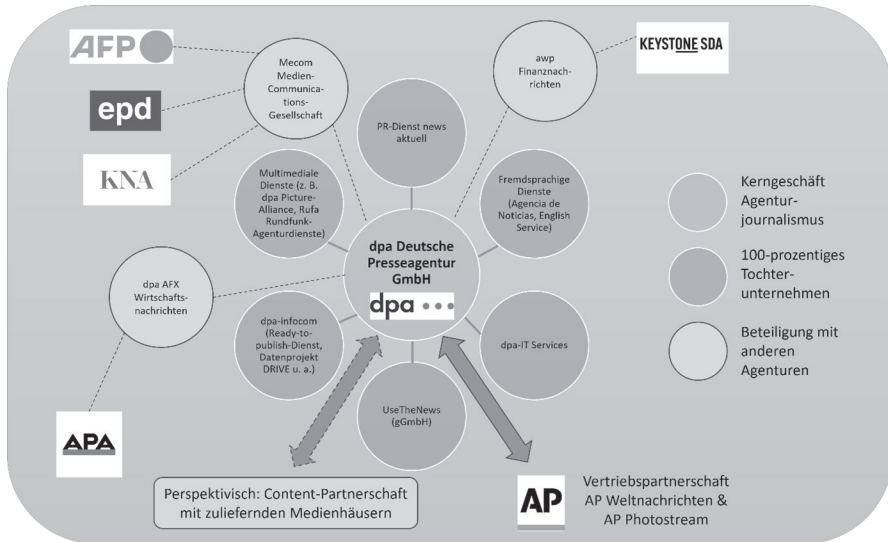 AFP
epd
KNA
Mecom
Medien-
Communica-
tions-
Gesellschaft
awp
Finanznach-
richten
KEYSTONE SDA
PR-Dienst news
aktuell
Multimediale
Dienste (z. B.
dpa Picture-
Alliance, Rufa
Rundfunk-
Agenturdienste)
Fremdsprachige
Dienste
(Agencia de
Noticias, English
Service)
dpa Deutsche
Presseagentur
GmbH
dpa
dpa AFX
Wirtschafts-
nachrichten
dpa-infocom
(Ready-to-
publish-Dienst,
Datenprojekt
DRIVE u. a.)
dpa-IT Services
UseTheNews
(gGmbH)
APA
Perspektivisch: Content-Partnerschaft
mit zuliefernden Medienhäusern
AP
Vertriebspartnerschaft
AP Weltnachrichten &
AP Photostream
Kerngeschäft
Agentur-
journalismus
100-prozentiges
Tochter-
unternehmen
Beteiligung mit
anderen
Agenturen